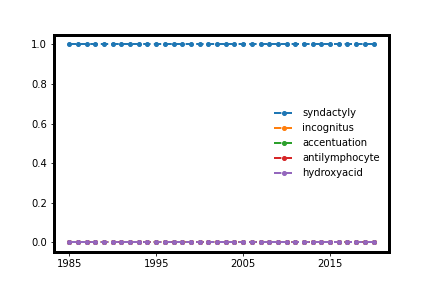 1.0
0.8
0.6
0.4
0.2
0.0
1985 1995 2005 2015
syndactyly
incognitus
accentuation
antilymphocyte
hydroxyacid